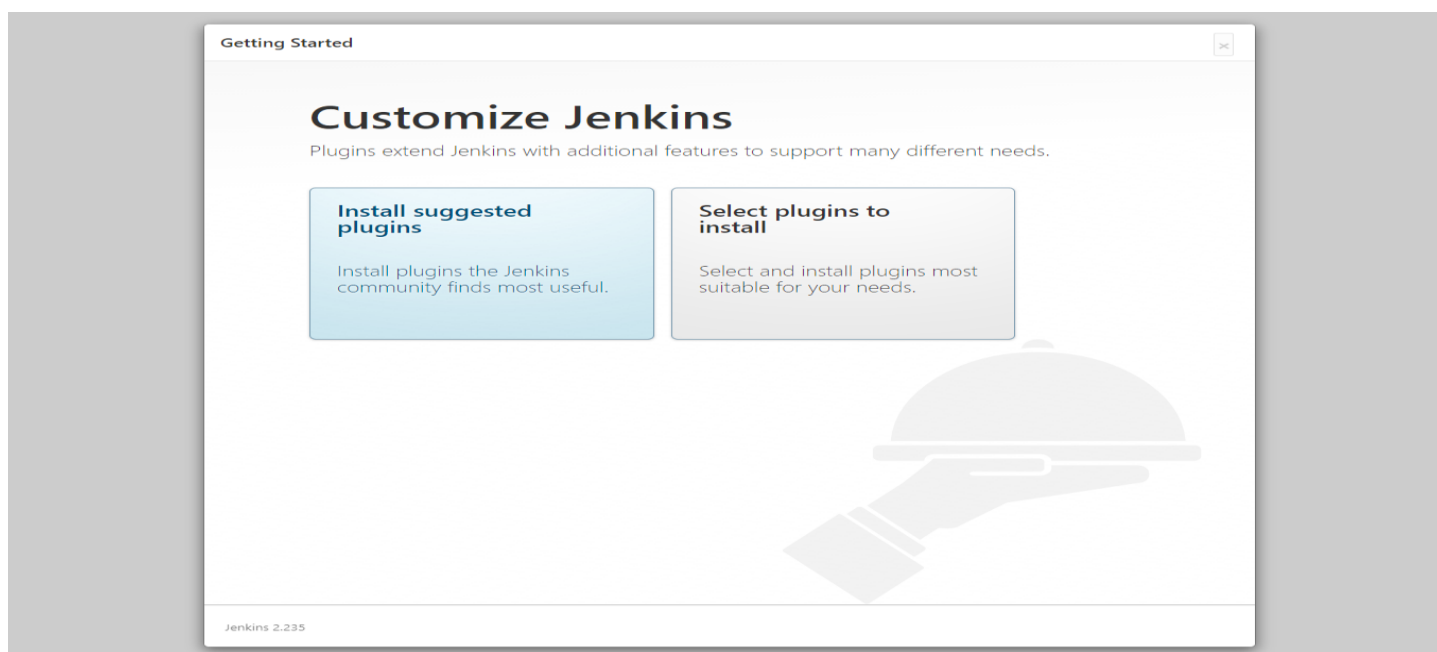 Getting Started
Customize Jenkins
Plugins extend Jenkins with additional features to support many different needs.
Install suggested
plugins
Install plugins the Jenkins
community finds most useful.
Select plugins to
install
Select and install plugins most
suitable for your needs.
Jenkins 2.235